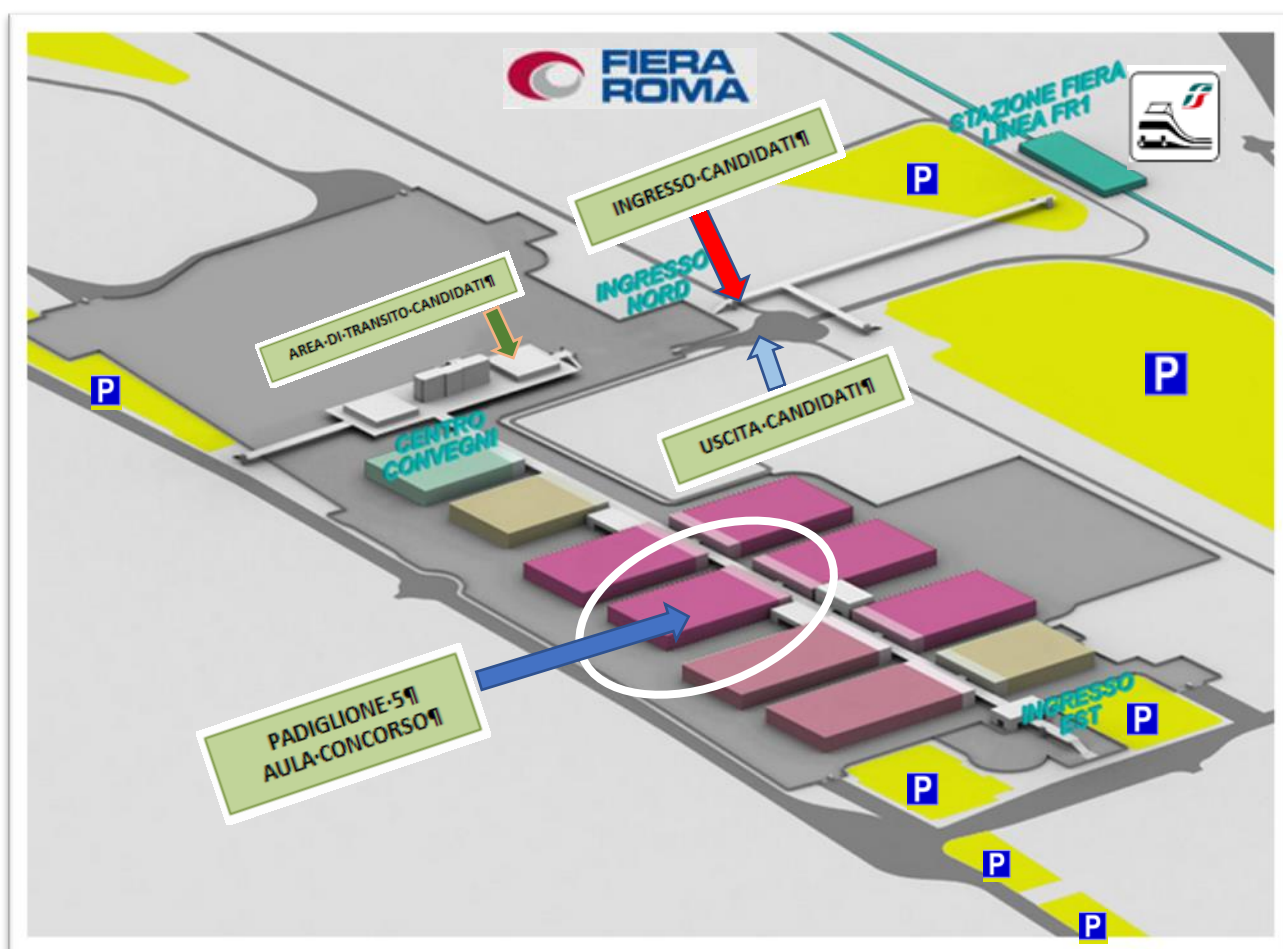 FIERA
ROMA
STAZIONE FIERA
LINEA FR1
P
INGRESSO·CANDIDATI¶
INGRESSO
NORD
AREA·DI·TRANSITO·CANDIDATI¶
P
P
USCITA·CANDIDATI¶
CENTRO
CONVEGNI
PADIGLIONE·5¶
AULA·CONCORSO¶
INGRESSO
EST
P
P
P
P